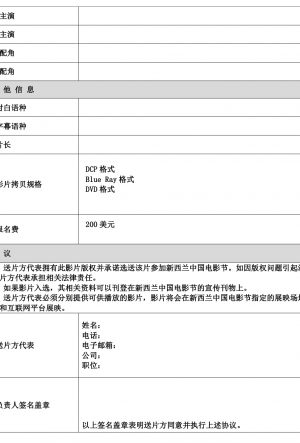 主演
主演
配角
配角
他 信 息
对白语种
字幕语种
片长
影片拷贝规格
DCP 格式
Blue Ray 格式
DVD 格式
报名费
200 美元
议
送片方代表拥有此影片版权并承诺选送该片参加新西兰中国电影节。如因版权问题引起
片方代表承担相关法律责任。
如果影片入选，其相关资料可以刊登在新西兰中国电影节的宣传刊物上。
送片方代表必须分别提供可供播放的影片，影片将会在新西兰中国电影节指定的展映场
和互联网平台展映。
送片方代表
姓名：
电话：
电子邮箱：
公司：
职位：
负责人签名盖章
以上签名盖章表明送片方同意并执行上述协议。